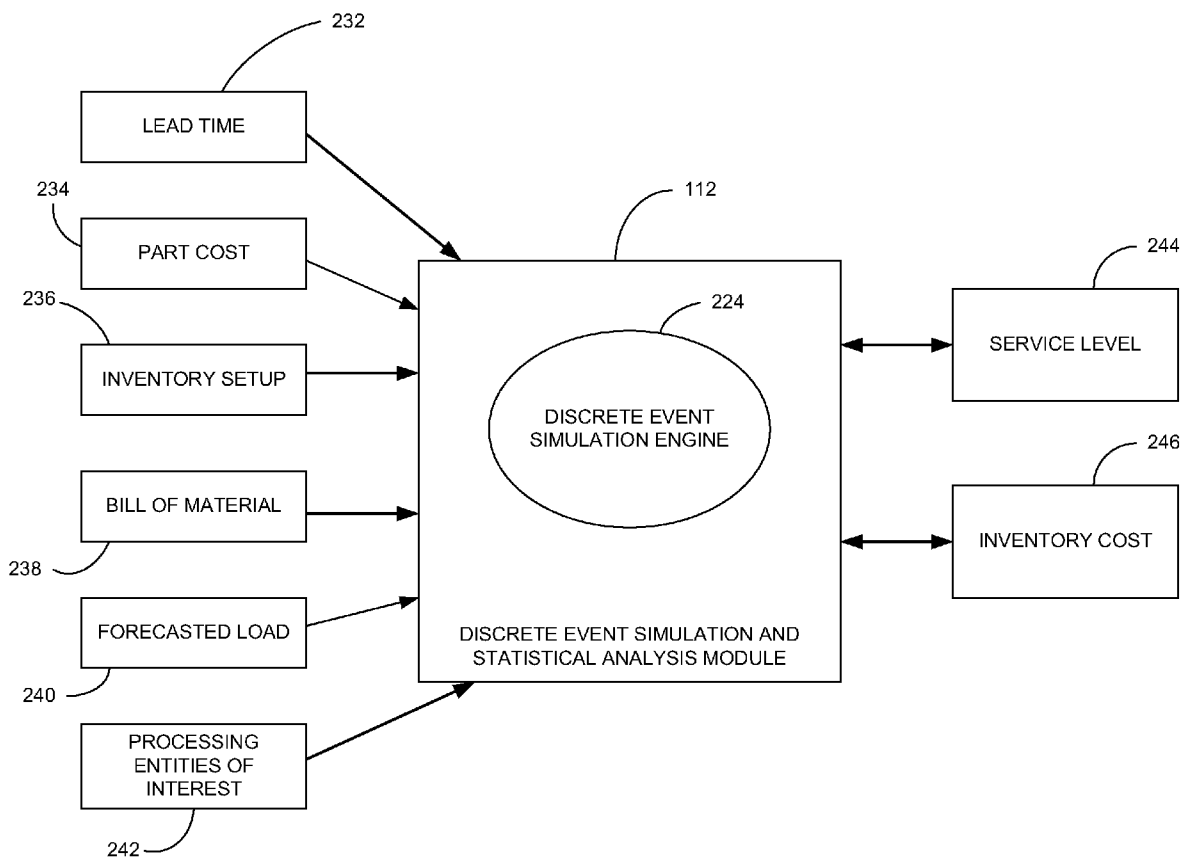 232
LEAD TIME
234
PART COST
236
INVENTORY SETUP
BILL OF MATERIAL
238
FORECASTED LOAD
240
PROCESSING
ENTITIES OF
INTEREST
242
112
224
DISCRETE EVENT
SIMULATION ENGINE
DISCRETE EVENT SIMULATION AND
STATISTICAL ANALYSIS MODULE
244
SERVICE LEVEL
246
INVENTORY COST